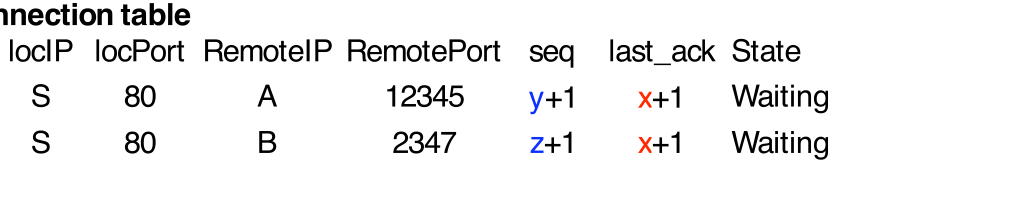 nnection table
locIP locPort RemoteIP RemotePort seq last_ack State
S 80 A 12345 y+1 x+1 Waiting
S 80 B 2347 z+1 x+1 Waiting